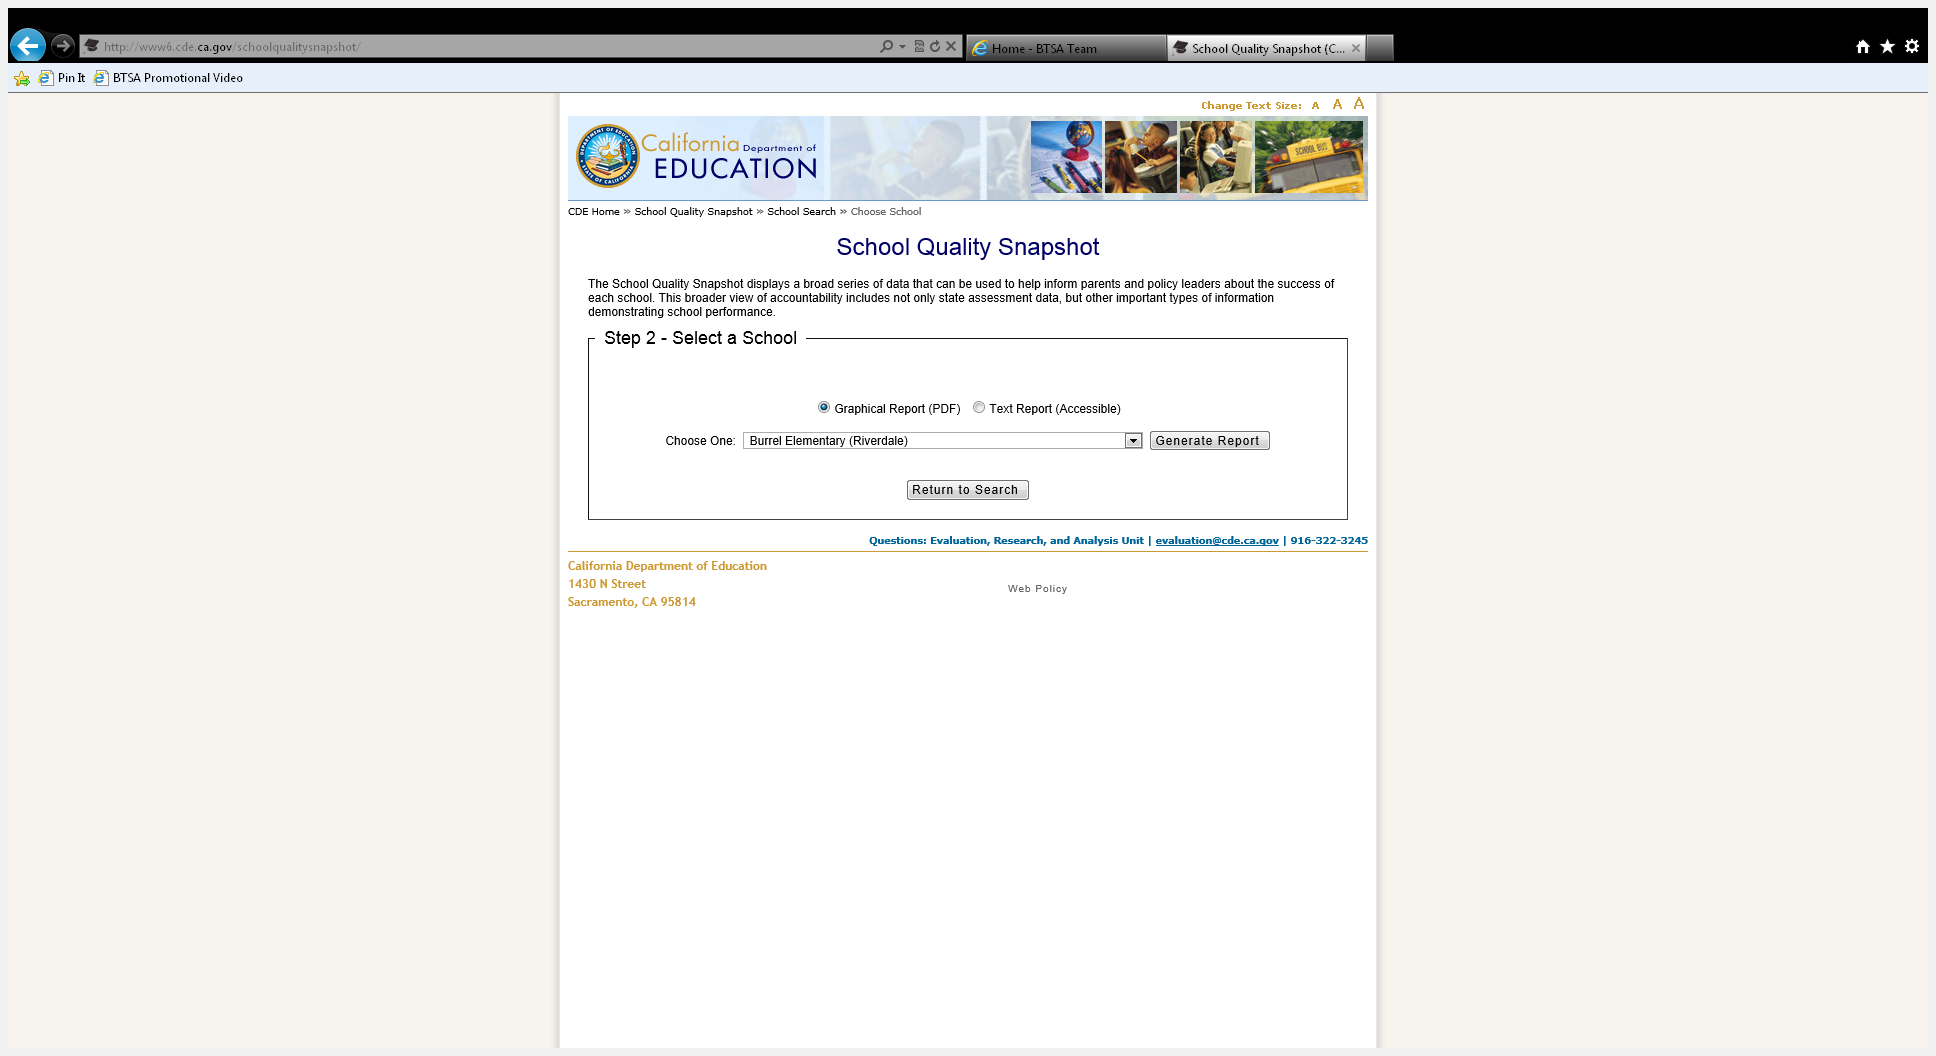 http://www6.cde.ca.gov/schoolqualitysnapshot/
Home - BTSA Team
School Quality Snapshot (C...
Pin It
BTSA Promotional Video
Change Text Size: A A A
DEPARTMENT OF EDUCATION
STATE OF CALIFORNIA
California Department of
EDUCATION
SCHOOL BUS
CDE Home » School Quality Snapshot » School Search » Choose School
School Quality Snapshot
The School Quality Snapshot displays a broad series of data that can be used to help inform parents and policy leaders about the success of
each school. This broader view of accountability includes not only state assessment data, but other important types of information
demonstrating school performance.
Step 2 - Select a School
Graphical Report (PDF) Text Report (Accessible)
Choose One: Burrel Elementary (Riverdale) Generate Report
Return to Search
Questions: Evaluation, Research, and Analysis Unit | evaluation@cde.ca.gov | 916-322-3245
California Department of Education
1430 N Street
Sacramento, CA 95814
Web Policy